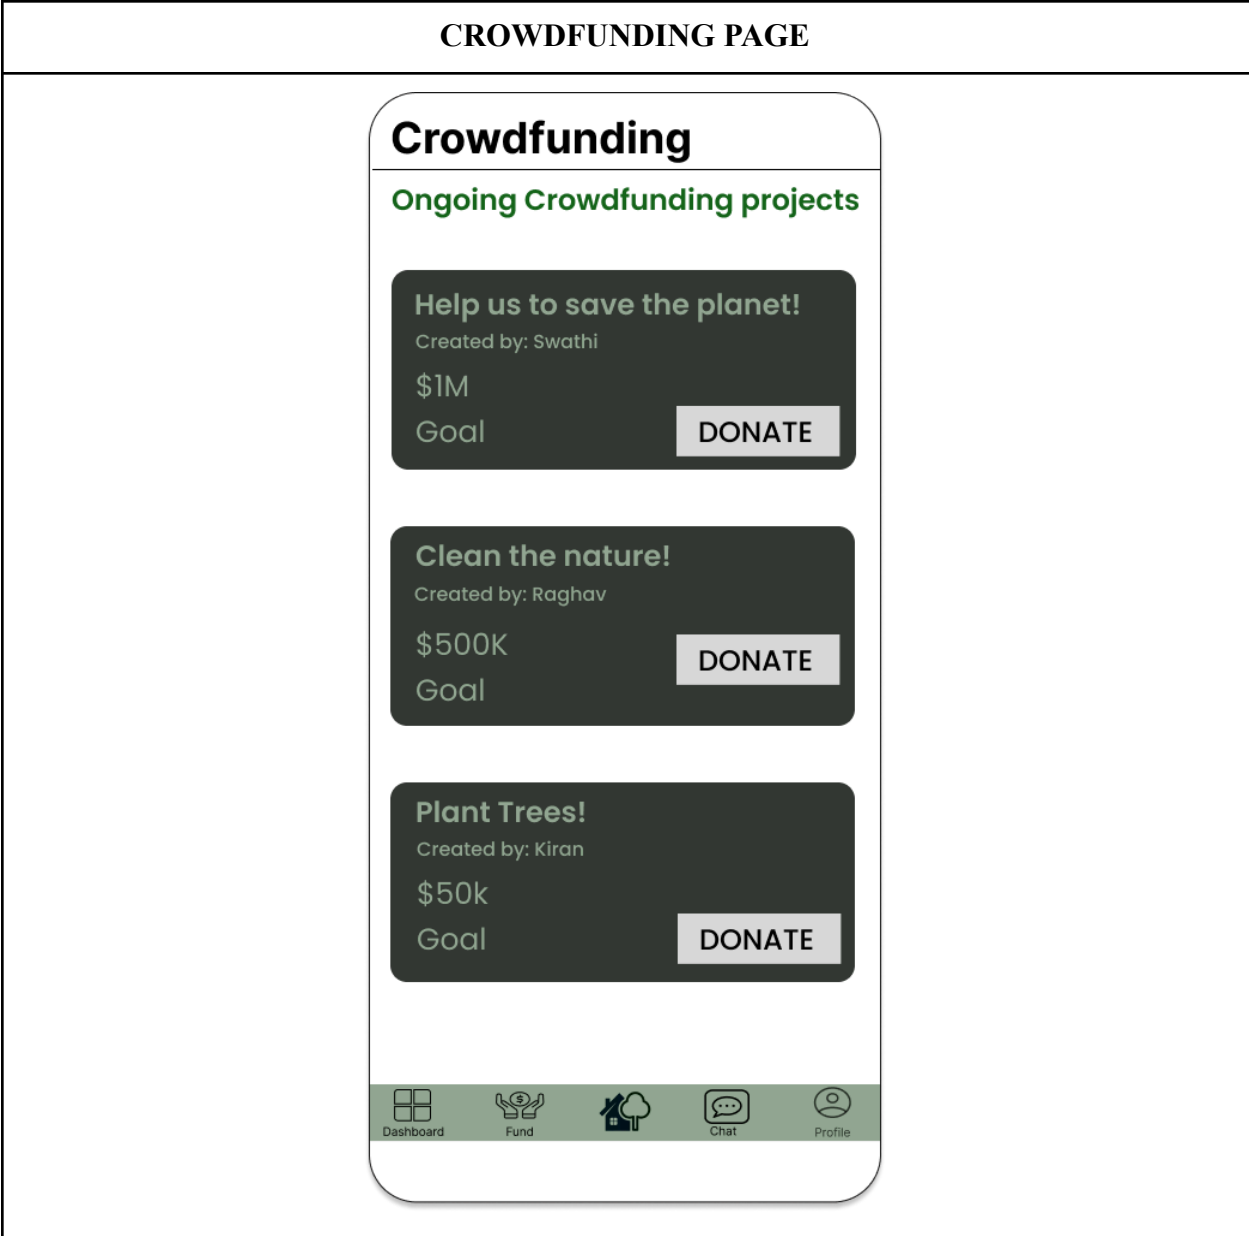 CROWDFUNDING PAGE
Crowdfunding
Ongoing Crowdfunding projects
Help us to save the planet!
Created by: Swathi
$1M
Goal
DONATE
Clean the nature!
Created by: Raghav
$500K
DONATE
Goal
Plant Trees!
Created by: Kiran
$50k
Goal
DONATE
Dashboard
Fund
Chat
Profile